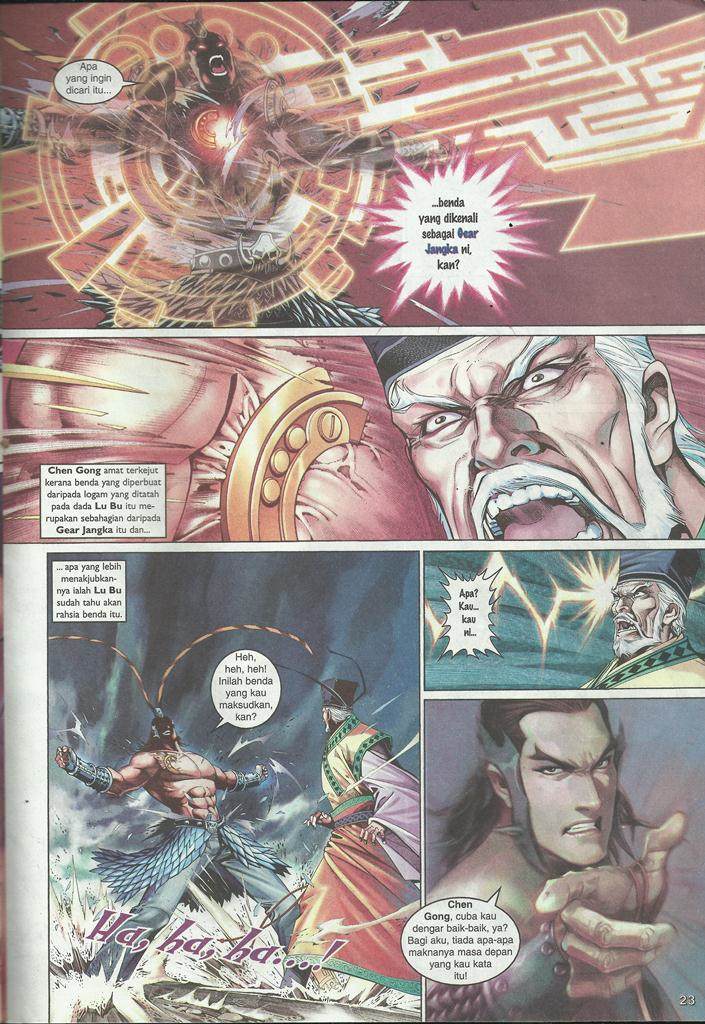 Apa
yang ingin
dicari itu...
...benda
yang dikenali
sebagai Gear
Jangka ni,
kan?
Chen Gong amat terkejut
kerana benda yang diperbuat
daripada logam yang ditatah
pada dada Lu Bu itu me-
rupakan sebahagian daripada
Gear Jangka itu dan...
... apa yang lebih
menakjubkan-
nya ialah Lu Bu
sudah tahu akan
rahsia benda itu.
Heh,
heh, heh!
Inilah benda
yang kau
maksudkan,
kan?
Ha, ha, ha...!
Apa?
Kau...
kau
ni...
Chen
Gong, cuba kau
dengar baik-baik, ya?
Bagi aku, tiada apa-apa
maknanya masa depan
yang kau kata
itu!
23